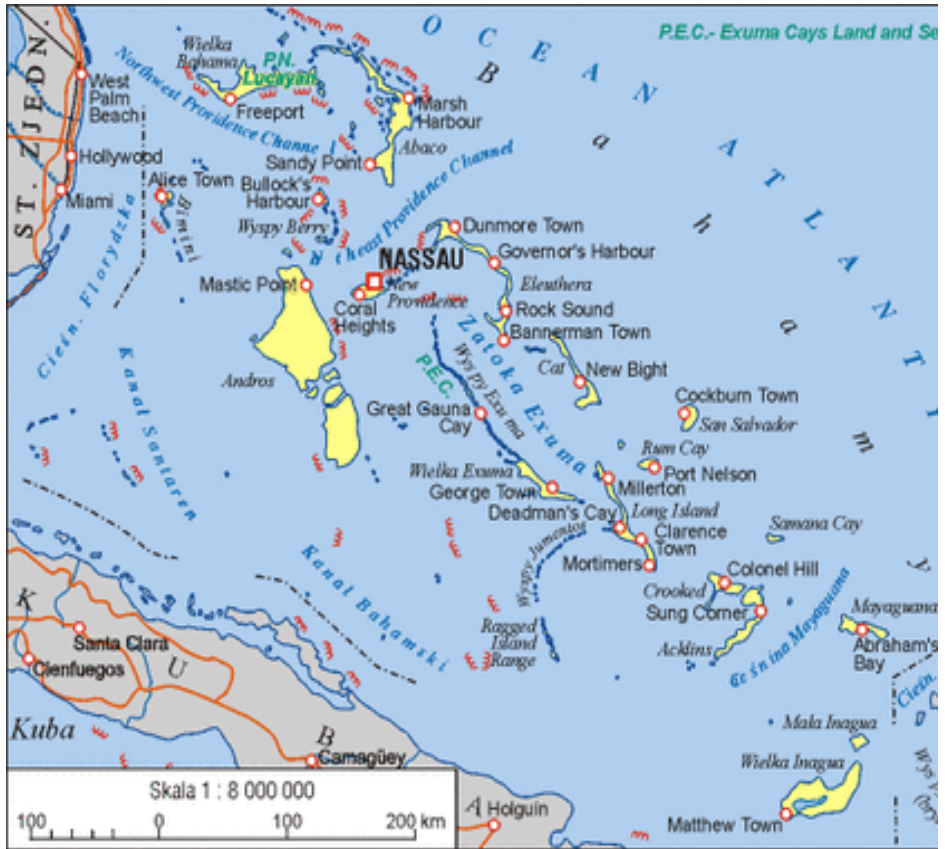 P.E.C.- Exuma Cays Land and Se
OCEAN ATLANTY
Bahamy
ST. ZJEDN.
Wielka
Bahama
P.N.
Lucayan
West
Palm
Beach
Freeport
Marsh
Harbour
Northwest Providence Channel
Abaco
Hollywood
Sandy Point
Miami
Alice Town
Bimini
Bullock's
Harbour
Wyspy Berry
theast Providence Channel
Dunmore Town
NASSAU
Governor's Harbour
Mastic Point
New
Providence
Eleuthera
Coral
Heights
Rock Sound
Bannerman Town
Cieśn. Florydzka
Kanał Santaren
Andros
P.E.C.
Wyspy Exuma
Zatoka Exuma
Cat
New Bight
Great Gauna
Cay
Cockburn Town
San Salvador
Rum Cay
Port Nelson
Wielka Exuma
George Town
Millerton
Deadman's Cay
Long Island
Clarence
Town
Mortimers
Samana Cay
Wyspy Jumentos
Kanał Bahamski
Ragged
Island
Range
Crooked
Colonel Hill
Sung Corner
Acklins
Mayaguana
Abraham's
Bay
Cieśnina Mayaguana
Cieśn.
Mała Inagua
Wielka Inagua
Matthew Town
Santa Clara
Cienfuegos
Kuba
KUBA
Camagüey
Holguín
Skala 1 : 8 000 000
100 0 100 200 km